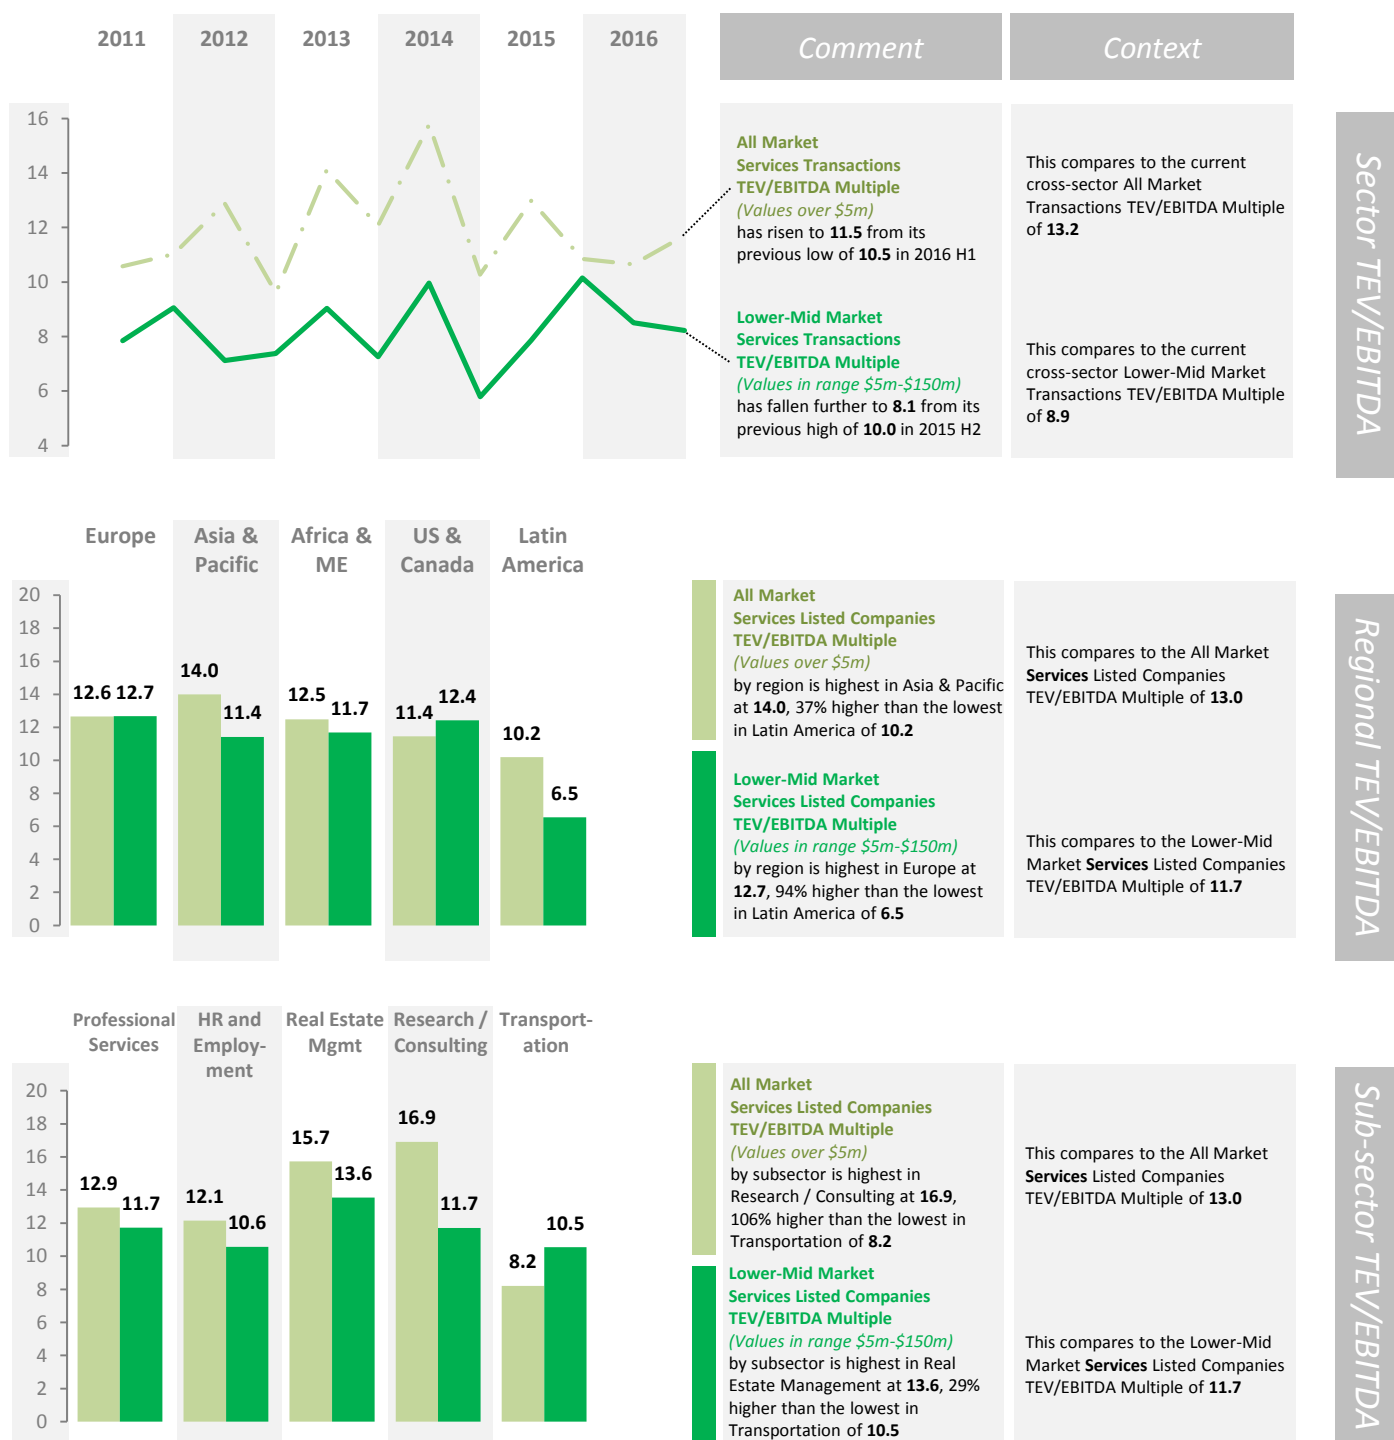 2011 2012 2013 2014 2015 2016
Comment
Context
16
14
12
10
8
6
4
All Market
Services Transactions
TEV/EBITDA Multiple
(Values over $5m)
has risen to 11.5 from its
previous low of 10.5 in 2016 H1
This compares to the current
cross-sector All Market
Transactions TEV/EBITDA Multiple
of 13.2
Lower-Mid Market
Services Transactions
TEV/EBITDA Multiple
(Values in range $5m-$150m)
has fallen further to 8.1 from its
previous high of 10.0 in 2015 H2
This compares to the current
cross-sector Lower-Mid Market
Transactions TEV/EBITDA Multiple
of 8.9
Sector TEV/EBITDA
Europe
Asia &
Pacific
Africa &
ME
US &
Canada
Latin
America
20
18
16
14
12
10
8
6
4
2
0
12.6 12.7
14.0
11.4
12.5
11.7
11.4
12.4
10.2
6.5
All Market
Services Listed Companies
TEV/EBITDA Multiple
(Values over $5m)
by region is highest in Asia & Pacific
at 14.0, 37% higher than the lowest
in Latin America of 10.2
This compares to the All Market
Services Listed Companies
TEV/EBITDA Multiple of 13.0
Lower-Mid Market
Services Listed Companies
TEV/EBITDA Multiple
(Values in range $5m-$150m)
by region is highest in Europe at
12.7, 94% higher than the lowest
in Latin America of 6.5
This compares to the Lower-Mid
Market Services Listed Companies
TEV/EBITDA Multiple of 11.7
Regional TEV/EBITDA
Professional
Services
HR and
Employ-
ment
Real Estate
Mgmt
Research /
Consulting
Transport-
ation
20
18
16
14
12
10
8
6
4
2
0
12.9
11.7
12.1
10.6
15.7
13.6
16.9
11.7
8.2
10.5
All Market
Services Listed Companies
TEV/EBITDA Multiple
(Values over $5m)
by subsector is highest in
Research / Consulting at 16.9,
106% higher than the lowest in
Transportation of 8.2
This compares to the All Market
Services Listed Companies
TEV/EBITDA Multiple of 13.0
Lower-Mid Market
Services Listed Companies
TEV/EBITDA Multiple
(Values in range $5m-$150m)
by subsector is highest in Real
Estate Management at 13.6, 29%
higher than the lowest in
Transportation of 10.5
This compares to the Lower-Mid
Market Services Listed Companies
TEV/EBITDA Multiple of 11.7
Sub-sector TEV/EBITDA